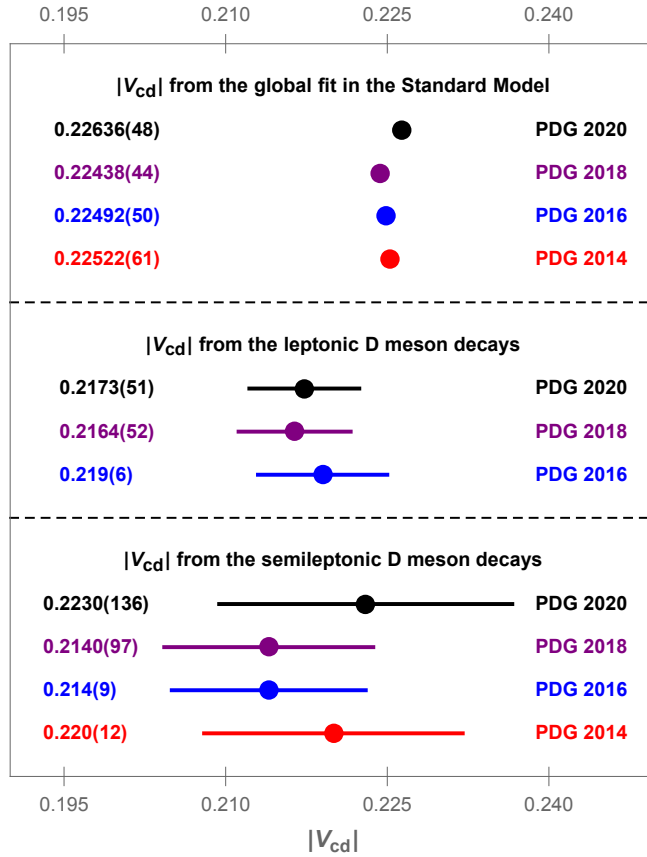 0.195 0.210 0.225 0.240
|Vcd| from the global fit in the Standard Model
0.22636(48) PDG 2020
0.22438(44) PDG 2018
0.22492(50) PDG 2016
0.22522(61) PDG 2014
|Vcd| from the leptonic D meson decays
0.2173(51) PDG 2020
0.2164(52) PDG 2018
0.219(6) PDG 2016
|Vcd| from the semileptonic D meson decays
0.2230(136) PDG 2020
0.2140(97) PDG 2018
0.214(9) PDG 2016
0.220(12) PDG 2014
0.195 0.210 0.225 0.240
|Vcd|